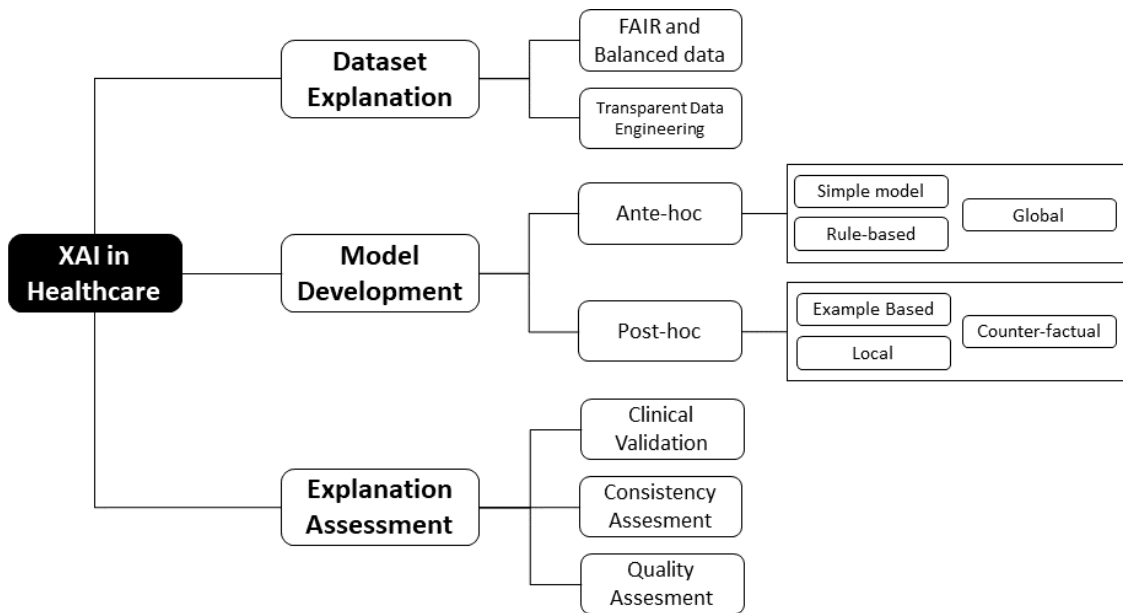 FAIR and
Balanced data
Dataset
Explanation
Transparent Data
Engineering
Simple model
Ante-hoc
Global
Rule-based
XAI in
Healthcare
Model
Development
Example Based
Post-hoc
Counter-factual
Local
Clinical
Validation
Explanation
Assessment
Consistency
Assesment
Quality
Assesment